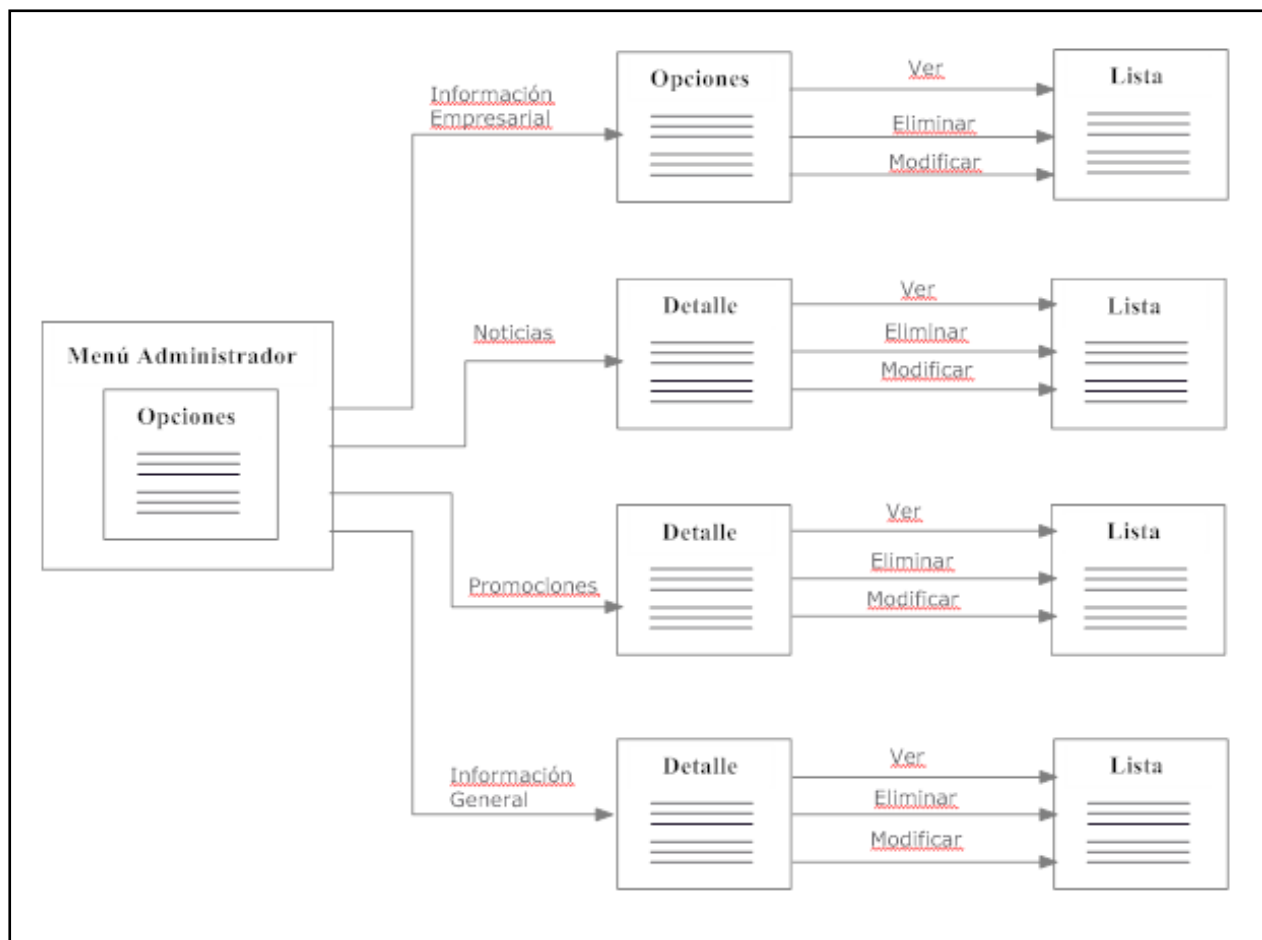 Opciones
Ver
Lista
Información
Empresarial
Eliminar
Modificar
Detalle
Ver
Lista
Noticias
Eliminar
Modificar
Menú Administrador
Opciones
Detalle
Ver
Lista
Promociones
Eliminar
Modificar
Detalle
Ver
Lista
Información
General
Eliminar
Modificar